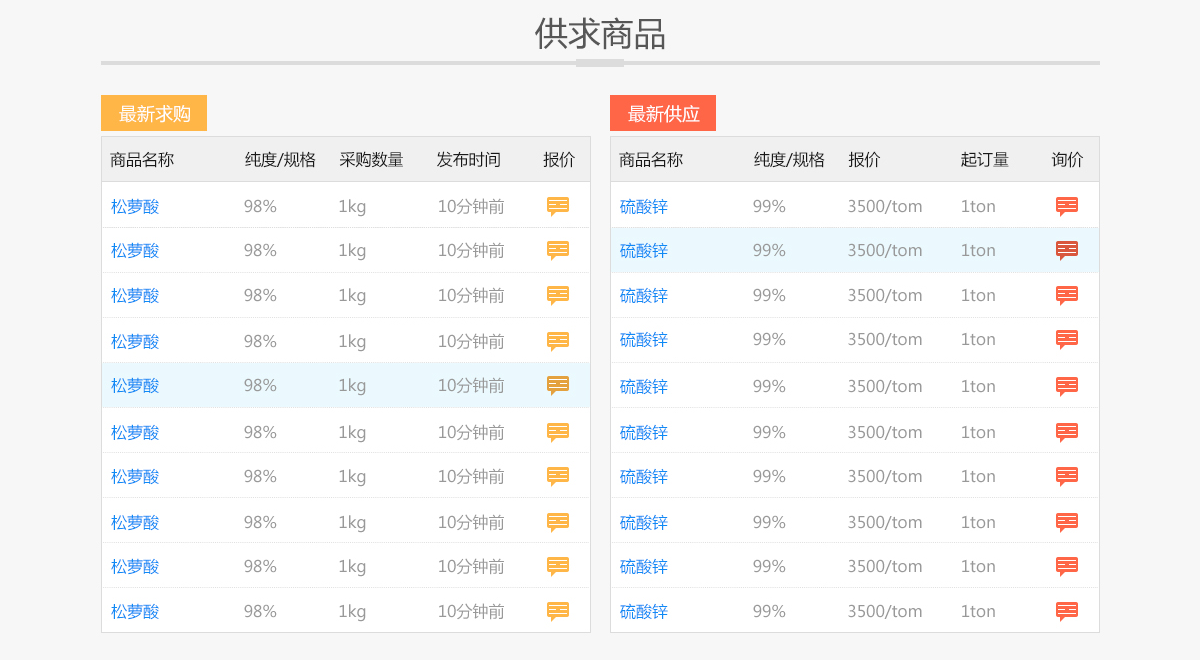 供求商品
最新求购
商品名称 纯度/规格 采购数量 发布时间 报价
松萝酸 98% 1kg 10分钟前
松萝酸 98% 1kg 10分钟前
松萝酸 98% 1kg 10分钟前
松萝酸 98% 1kg 10分钟前
松萝酸 98% 1kg 10分钟前
松萝酸 98% 1kg 10分钟前
松萝酸 98% 1kg 10分钟前
松萝酸 98% 1kg 10分钟前
松萝酸 98% 1kg 10分钟前
松萝酸 98% 1kg 10分钟前
最新供应
商品名称 纯度/规格 报价 起订量 询价
硫酸锌 99% 3500/tom 1ton
硫酸锌 99% 3500/tom 1ton
硫酸锌 99% 3500/tom 1ton
硫酸锌 99% 3500/tom 1ton
硫酸锌 99% 3500/tom 1ton
硫酸锌 99% 3500/tom 1ton
硫酸锌 99% 3500/tom 1ton
硫酸锌 99% 3500/tom 1ton
硫酸锌 99% 3500/tom 1ton
硫酸锌 99% 3500/tom 1ton